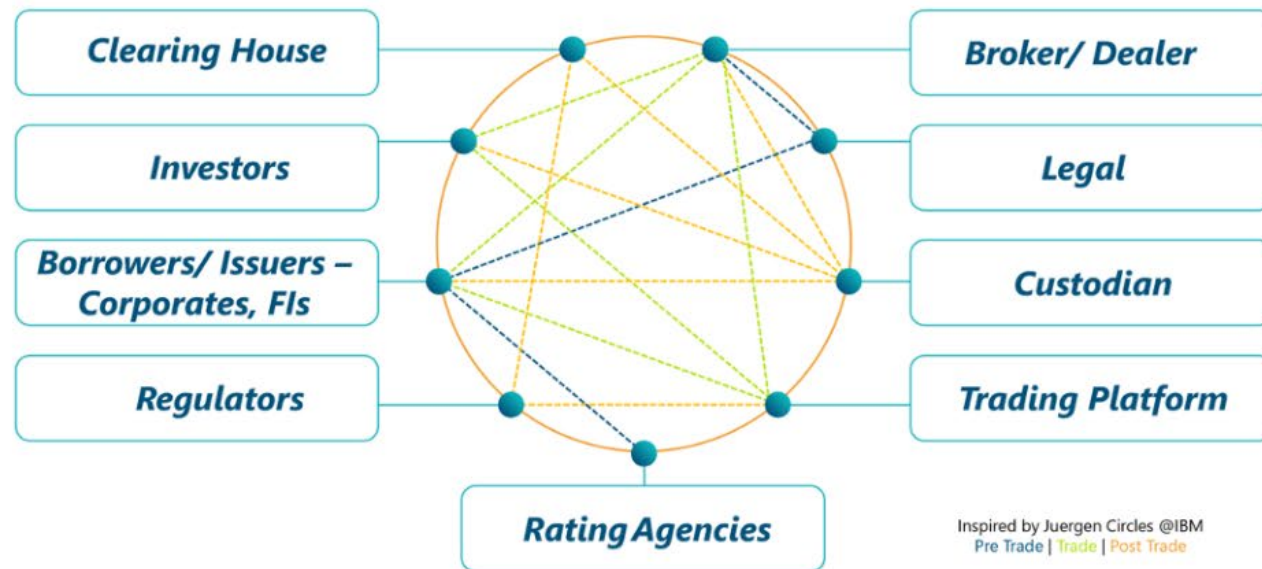 Clearing House
Broker/ Dealer
Investors
Legal
Borrowers/ Issuers –
Corporates, FIs
Custodian
Regulators
Trading Platform
Rating Agencies
Inspired by Juergen Circles @IBM
Pre Trade | Trade | Post Trade